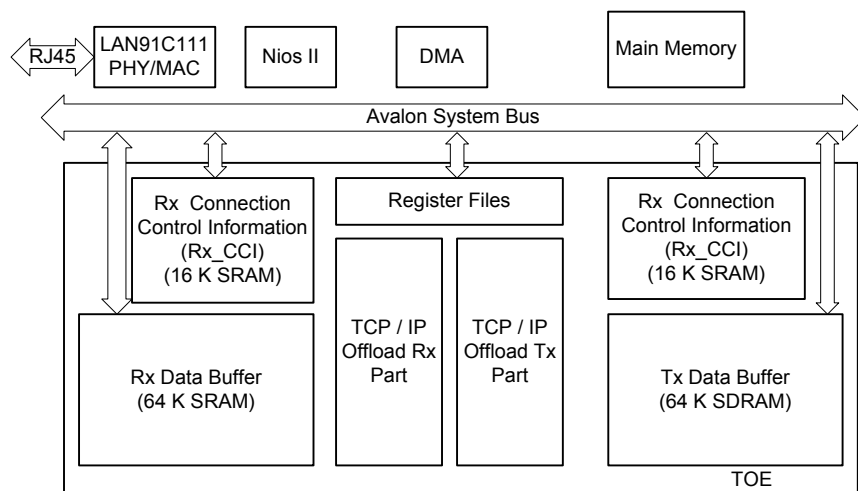 RJ45
LAN91C111
PHY/MAC
Nios II
DMA
Main Memory
Avalon System Bus
Rx Connection
Control Information
(Rx_CCI)
(16 K SRAM)
Register Files
Rx Connection
Control Information
(Rx_CCI)
(16 K SRAM)
Rx Data Buffer
(64 K SRAM)
TCP / IP
Offload Rx
Part
TCP / IP
Offload Tx
Part
Tx Data Buffer
(64 K SDRAM)
TOE